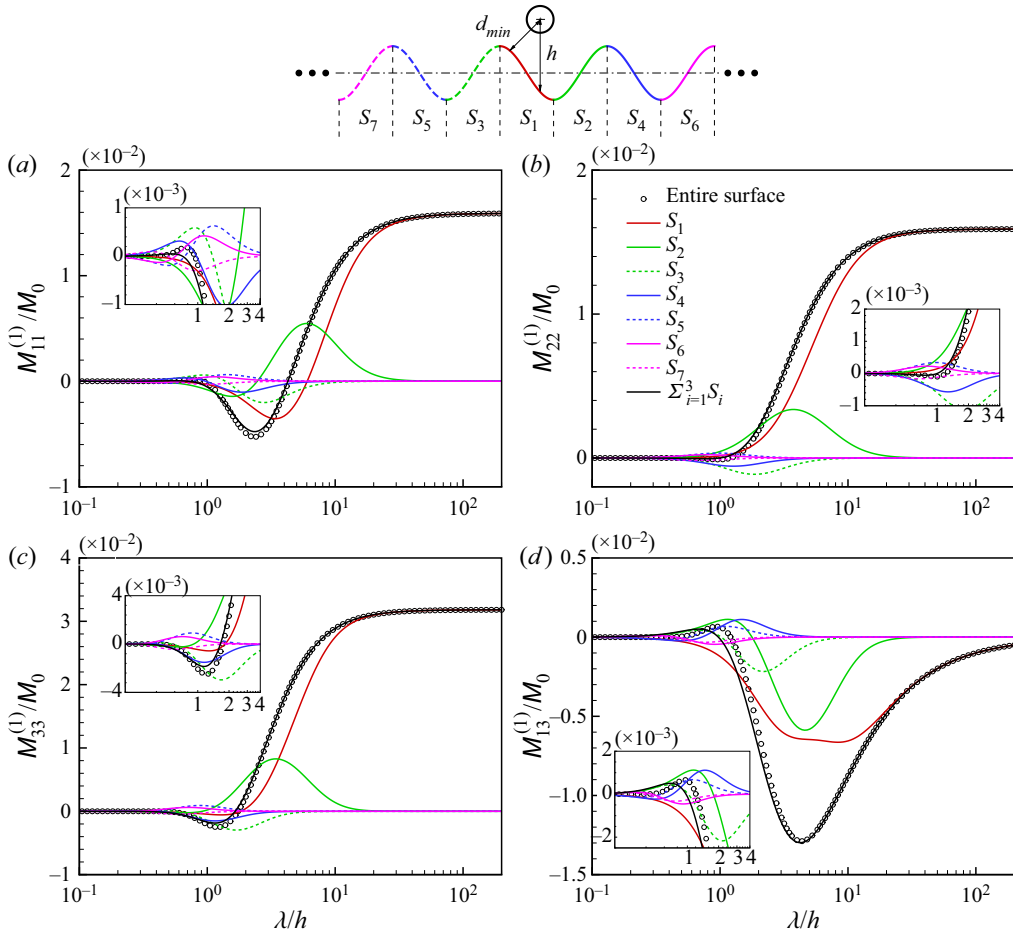 d_min
h
S_7 S_5 S_3 S_1 S_2 S_4 S_6
(a) (×10^−2)
2
1
0
−1
M_11^(1)/M_0
(×10^−3)
1
0
−1
1 2 3 4
10^−1 10^0 10^1 10^2
(b) (×10^−2)
2
1
0
−1
M_22^(1)/M_0
Entire surface
S_1
S_2
S_3
S_4
S_5
S_6
S_7
Σ_{i=1}^3 S_i
(×10^−3)
2
1
0
−1
1 2 3 4
10^−1 10^0 10^1 10^2
(c) (×10^−2)
4
3
2
1
0
−1
M_33^(1)/M_0
(×10^−3)
4
0
−4
1 2 3 4
10^−1 10^0 10^1 10^2
λ/h
(d) (×10^−2)
0.5
0
−0.5
−1.0
−1.5
M_13^(1)/M_0
(×10^−3)
2
1
0
−2
1 2 3 4
10^−1 10^0 10^1 10^2
λ/h